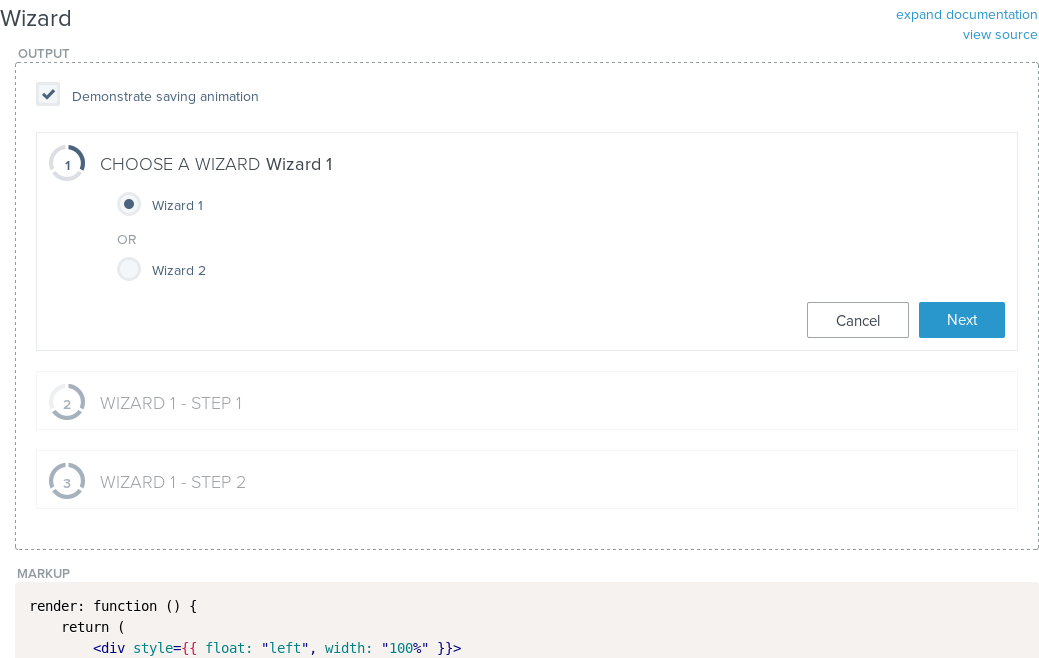 Wizard
expand documentation
view source
OUTPUT
Demonstrate saving animation
1 CHOOSE A WIZARD Wizard 1
Wizard 1
OR
Wizard 2
Cancel Next
2 WIZARD 1 - STEP 1
3 WIZARD 1 - STEP 2
MARKUP
render: function () {
    return (
        <div style={{ float: "left", width: "100%" }}>